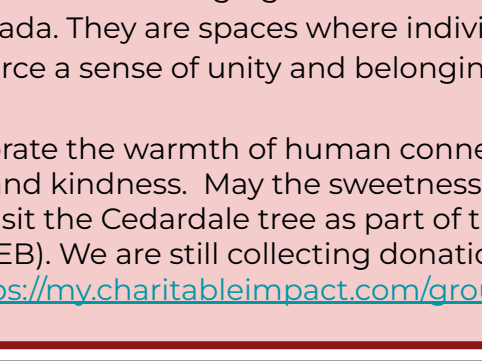 ada. They are spaces where indivi
rce a sense of unity and belongin
rate the warmth of human conne
nd kindness.  May the sweetness
sit the Cedardale tree as part of t
EB). We are still collecting donatio
os://my.charitableimpact.com/grou